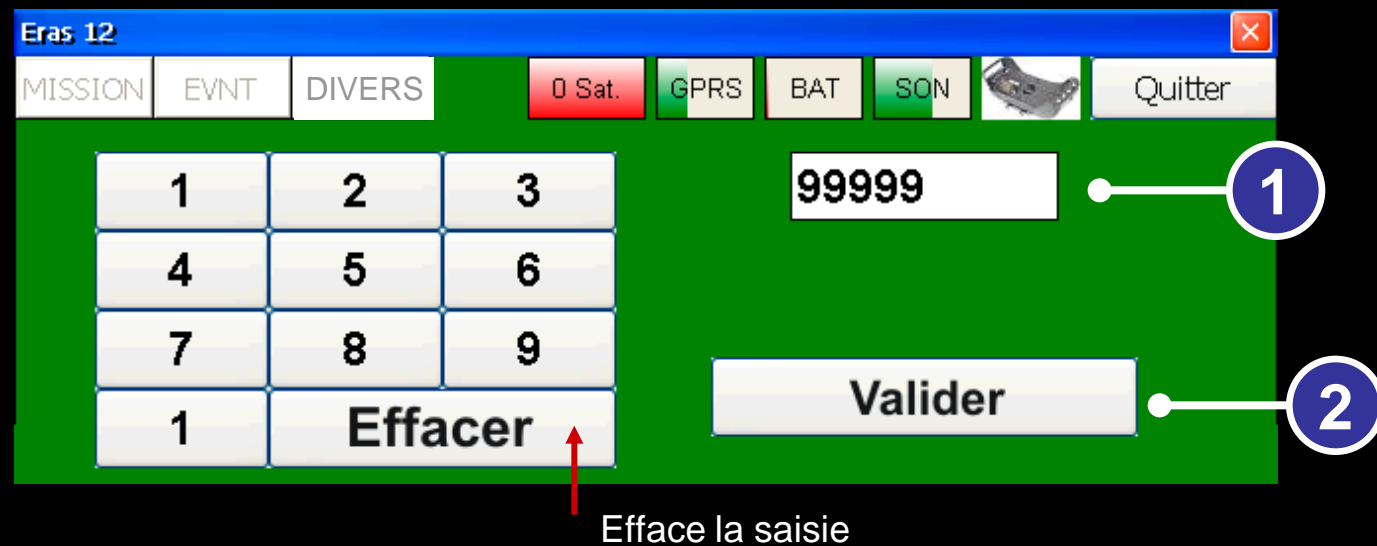 Eras 12
MISSION EVNT DIVERS 0 Sat. GPRS BAT SON Quitter
1 2 3 99999 1
4 5 6
7 8 9
Valider 2
1 Effacer
Efface la saisie